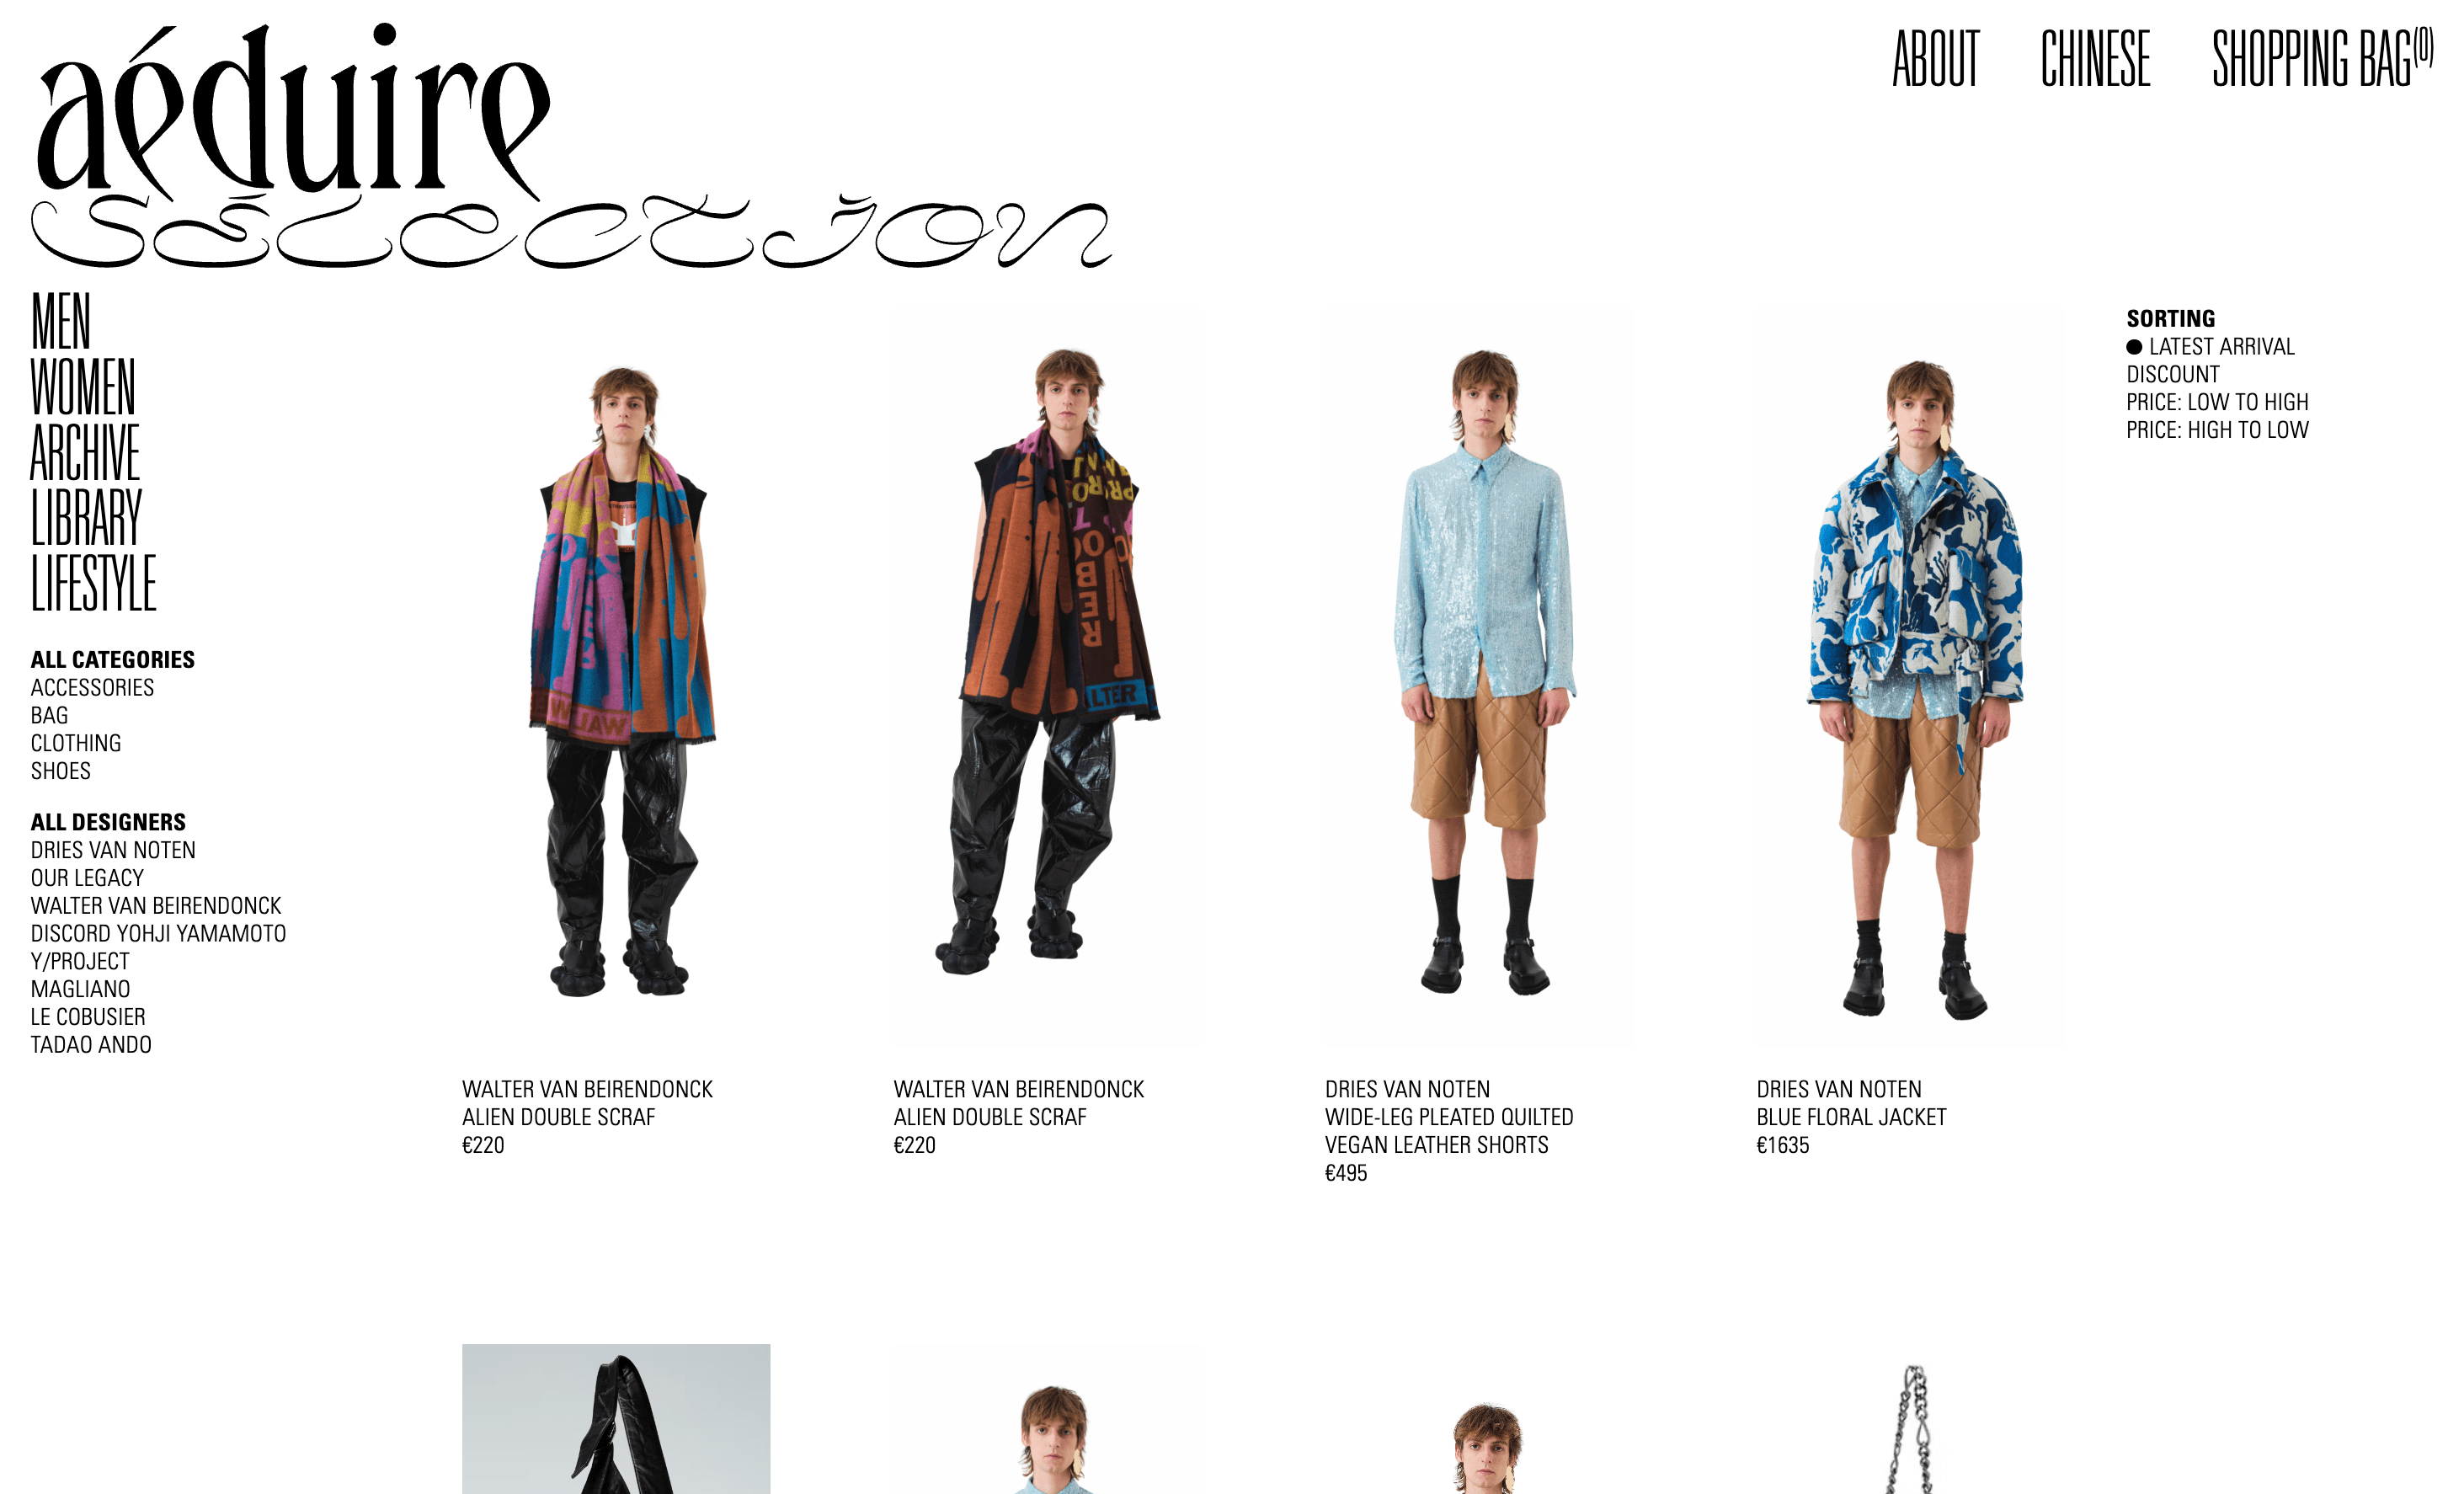 aéduire
SÉLECTION
ABOUT
CHINESE
SHOPPING BAG(0)
MEN
WOMEN
ARCHIVE
LIBRARY
LIFESTYLE
ALL CATEGORIES
ACCESSORIES
BAG
CLOTHING
SHOES
ALL DESIGNERS
DRIES VAN NOTEN
OUR LEGACY
WALTER VAN BEIRENDONCK
DISCORD YOHJI YAMAMOTO
Y/PROJECT
MAGLIANO
LE COBUSIER
TADAO ANDO
WALTER VAN BEIRENDONCK
ALIEN DOUBLE SCRAF
€220
LTER
WALTER VAN BEIRENDONCK
ALIEN DOUBLE SCRAF
€220
DRIES VAN NOTEN
WIDE-LEG PLEATED QUILTED
VEGAN LEATHER SHORTS
€495
DRIES VAN NOTEN
BLUE FLORAL JACKET
€1635
SORTING
LATEST ARRIVAL
DISCOUNT
PRICE: LOW TO HIGH
PRICE: HIGH TO LOW